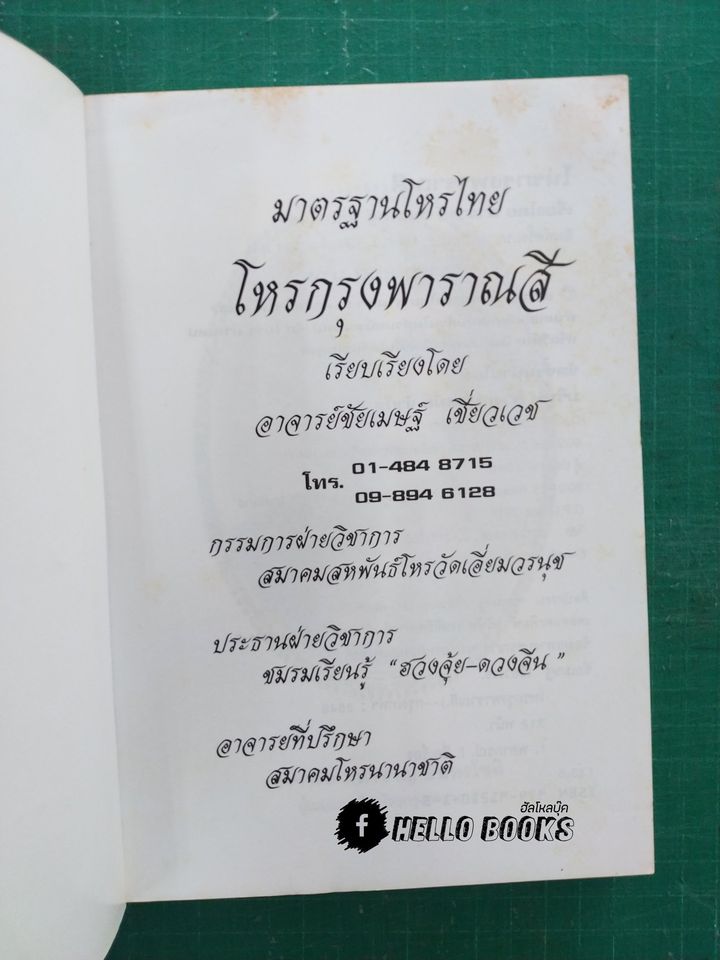 มาตรฐานโหรไทย
โหรกรุงพาราณสี
เรียบเรียงโดย
อาจารย์ชัยเมษฐ์ เชี่ยวเวช
โทร. 01-484 8715
09-894 6128
กรรมการฝ่ายวิชาการ
สมาคมสหพันธ์โหรวัดเอี่ยมวรนุช
ประธานฝ่ายวิชาการ
ชมรมเรียนรู้ "ฮวงจุ้ย-ดวงจีน"
อาจารย์ที่ปรึกษา
สมาคมโหรนานาชาติ
ฮัลโหลบุ๊ค
f HELLO BOOKS